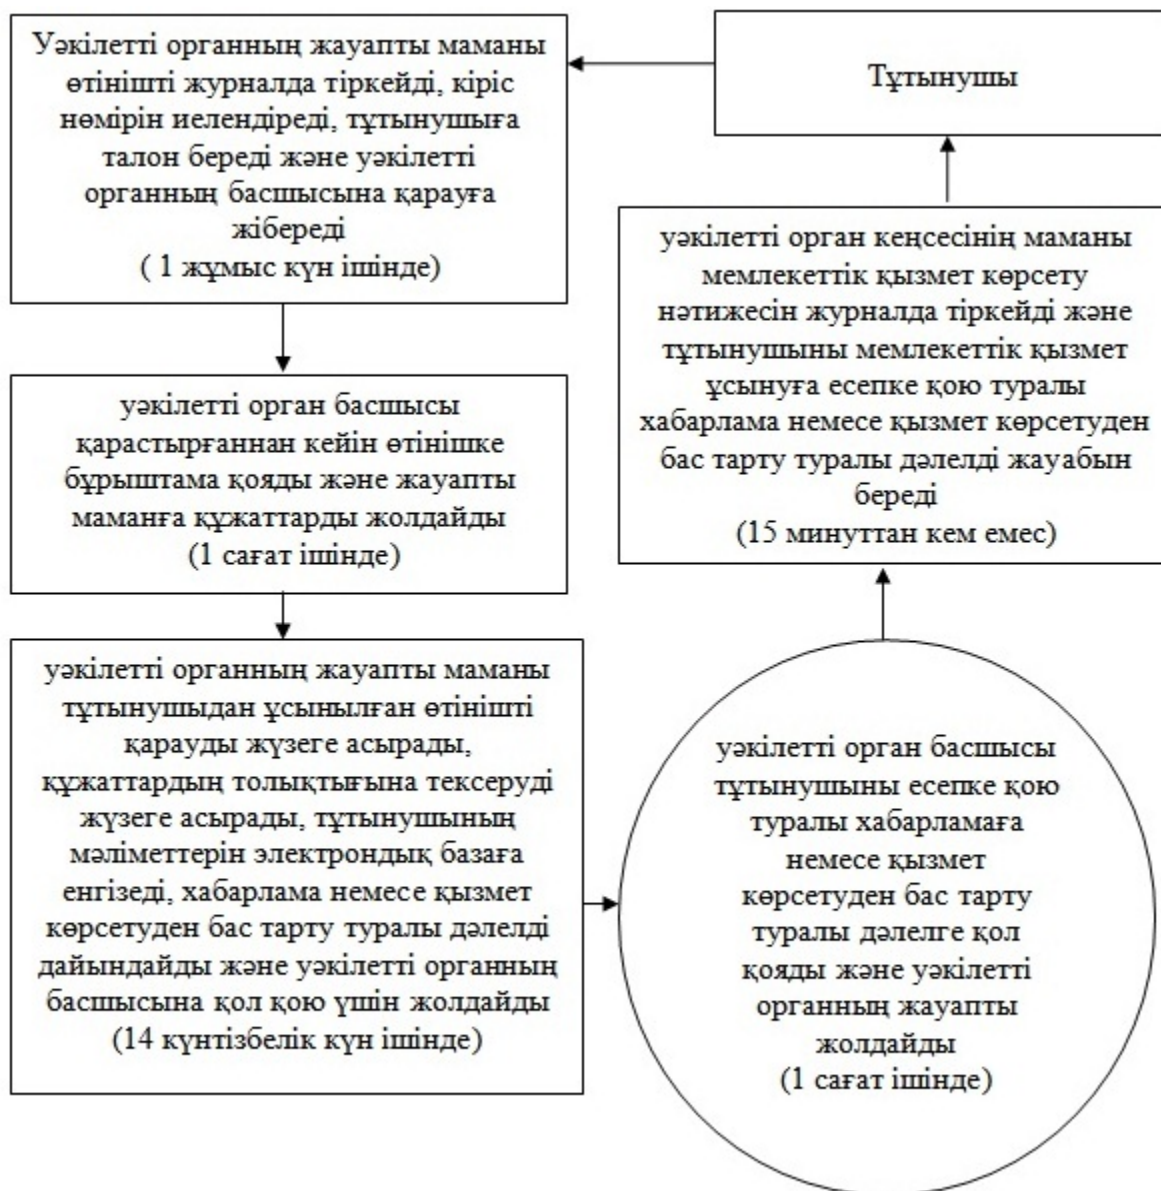 Тұтынушы
Уәкілетті органның жауапты маманы
өтінішті журналда тіркейді, кіріс
нөмірін иелендіреді, тұтынушыға
талон береді және уәкілетті
органның басшысына қарауға
жібереді
( 1 жұмыс күн ішінде)
уәкілетті орган басшысы
қарастырғаннан кейін өтінішке
бұрыштама қояды және жауапты
маманға құжаттарды жолдайды
(1 сағат ішінде)
уәкілетті органның жауапты маманы
тұтынушыдан ұсынылған өтінішті
қарауды жүзеге асырады,
құжаттардың толықтығына тексеруді
жүзеге асырады, тұтынушының
мәліметтерін электрондық базаға
енгізеді, хабарлама немесе қызмет
көрсетуден бас тарту туралы дәлелді
дайындайды және уәкілетті органның
басшысына қол қою үшін жолдайды
(14 күнтізбелік күн ішінде)
уәкілетті орган басшысы
тұтынушыны есепке қою
туралы хабарламаға
немесе қызмет
көрсетуден бас тарту
туралы дәлелге қол
қояды және уәкілетті
органның жауапты
жолдайды
(1 сағат ішінде)
уәкілетті орган кеңсесінің маманы
мемлекеттік қызмет көрсету
нәтижесін журналда тіркейді және
тұтынушыны мемлекеттік қызмет
ұсынуға есепке қою туралы
хабарлама немесе қызмет көрсетуден
бас тарту туралы дәлелді жауабын
береді
(15 минуттан кем емес)